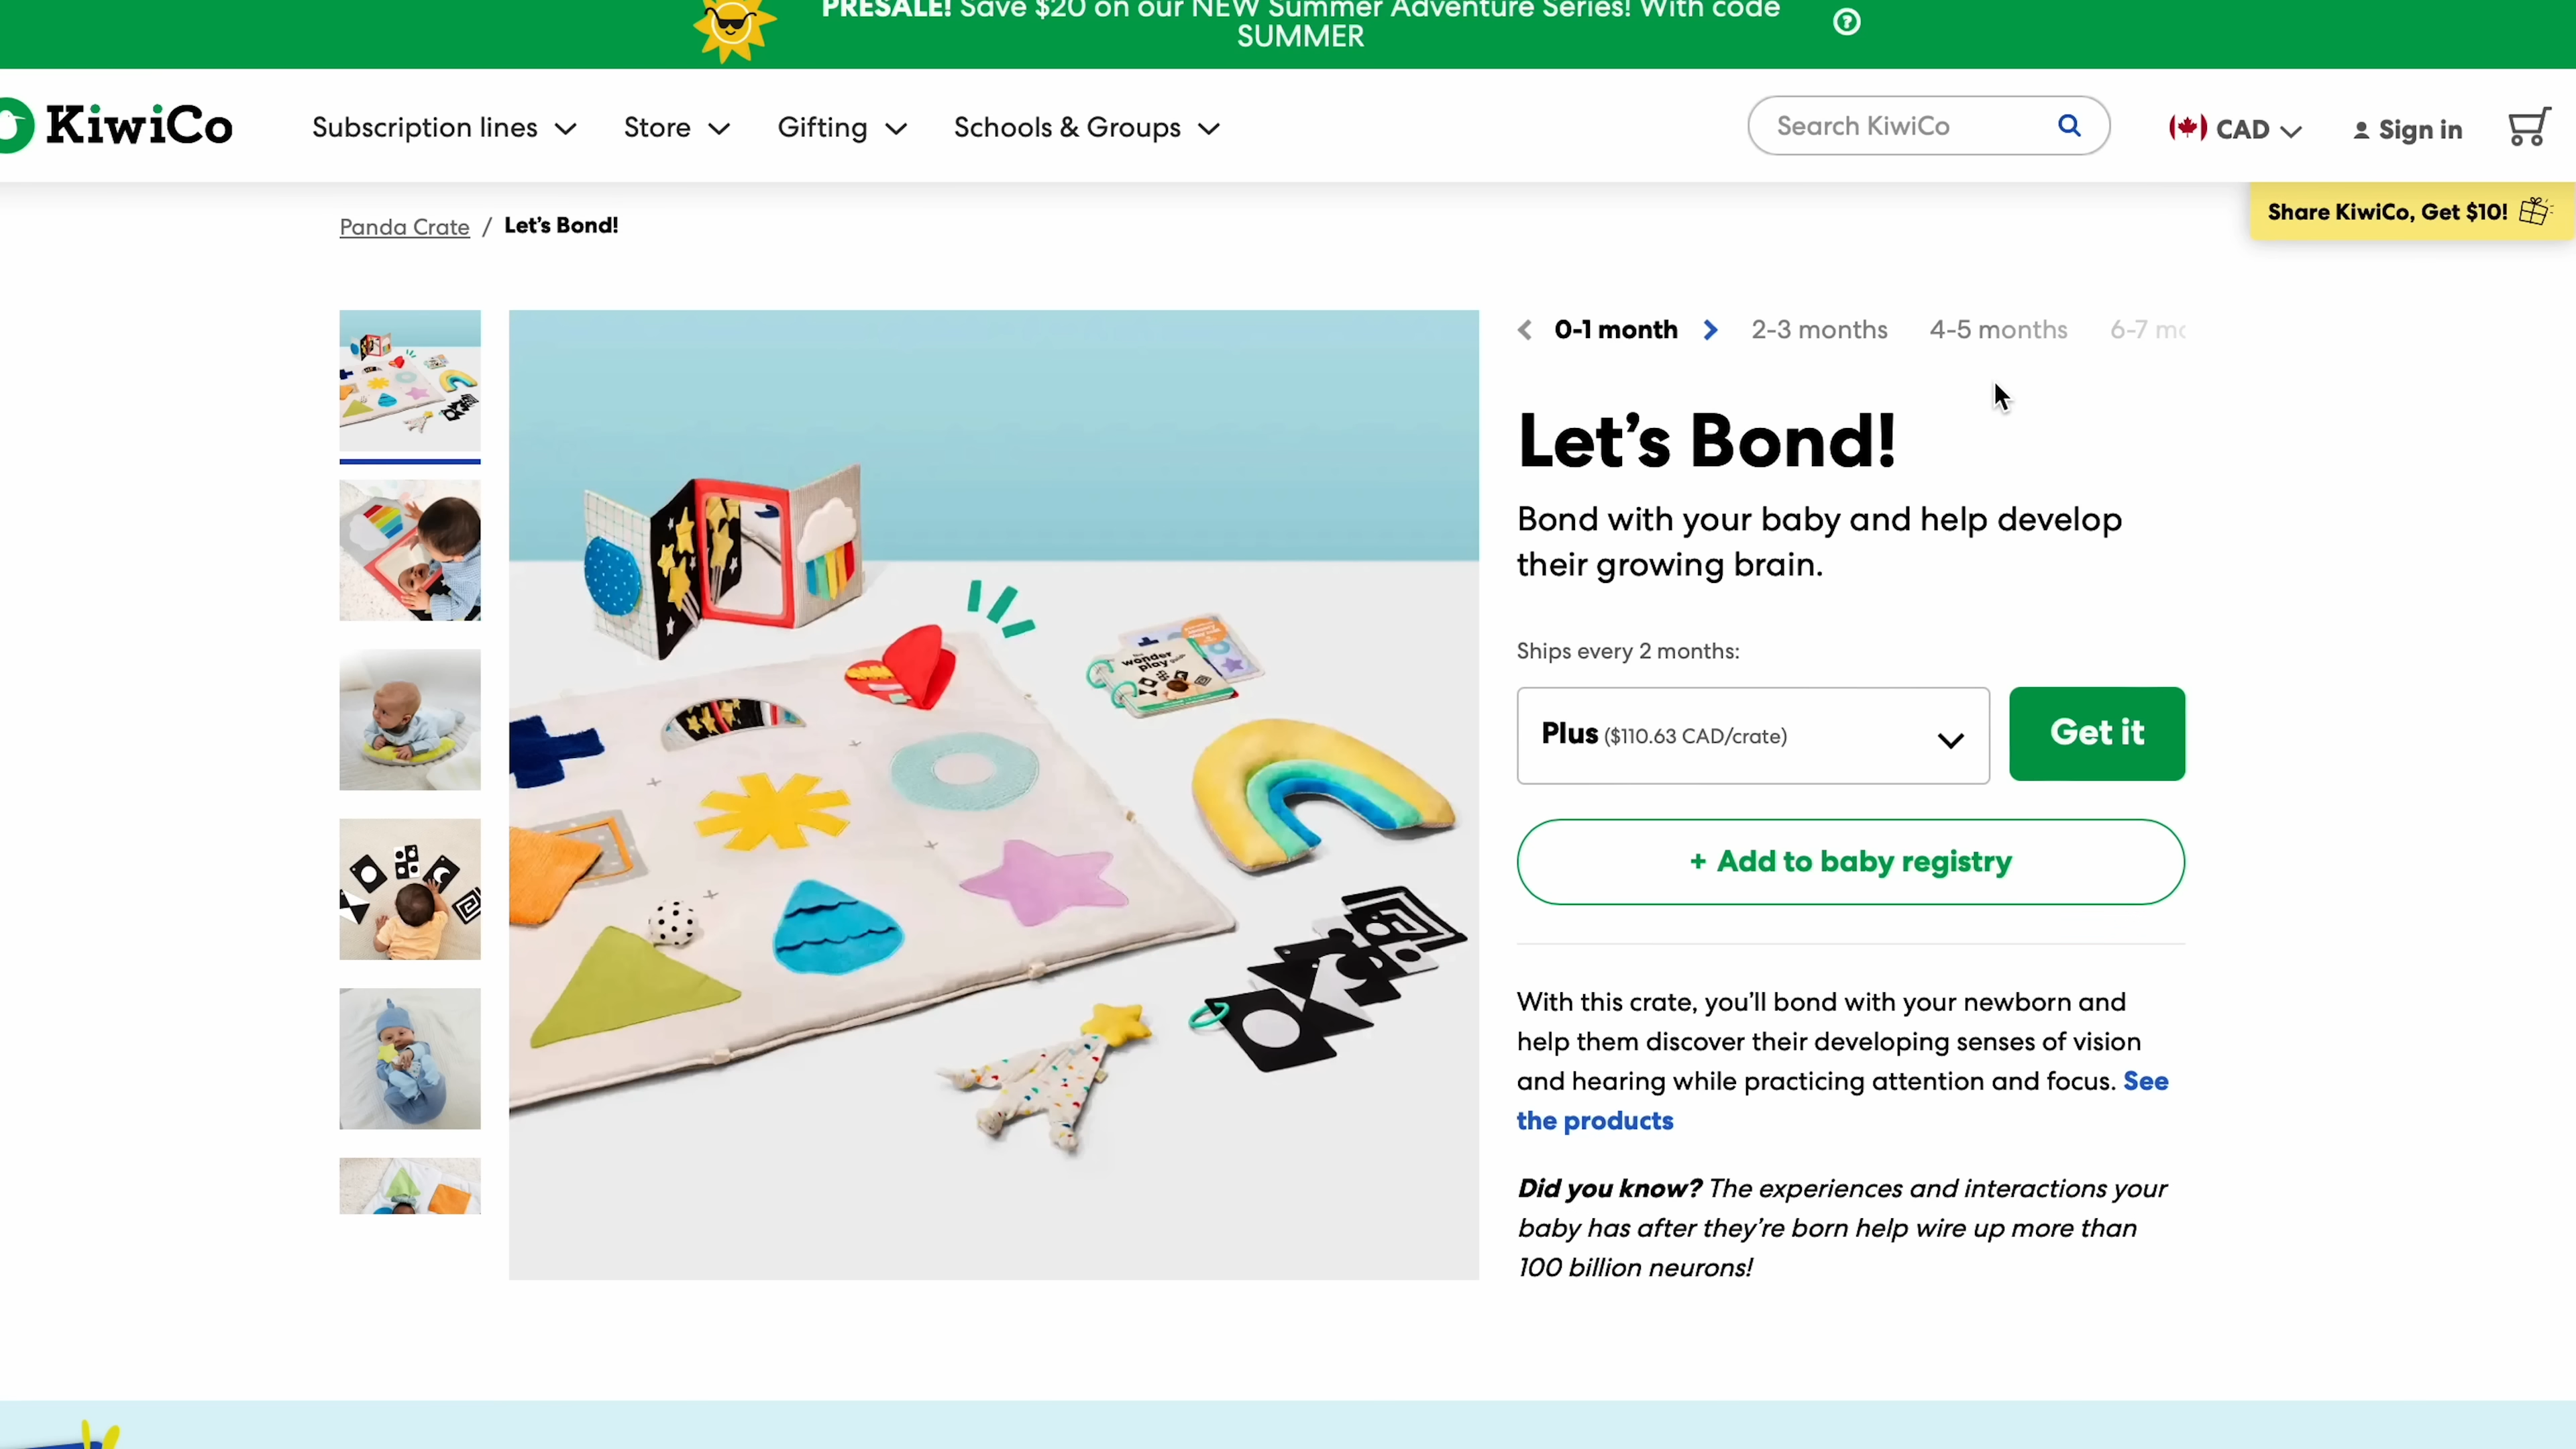 PRESALE! Save $20 on our NEW Summer Adventure Series! With code
SUMMER
KiwiCo
Subscription lines
Store
Gifting
Schools & Groups
Search KiwiCo
CAD
Sign in
Share KiwiCo, Get $10!
Panda Crate / Let's Bond!
0-1 month
2-3 months
4-5 months
6-7 mo
Let's Bond!
Bond with your baby and help develop
their growing brain.
Ships every 2 months:
Plus ($110.63 CAD/crate)
Get it
+ Add to baby registry
With this crate, you'll bond with your newborn and
help them discover their developing senses of vision
and hearing while practicing attention and focus. See
the products
Did you know? The experiences and interactions your
baby has after they're born help wire up more than
100 billion neurons!
wonder
play